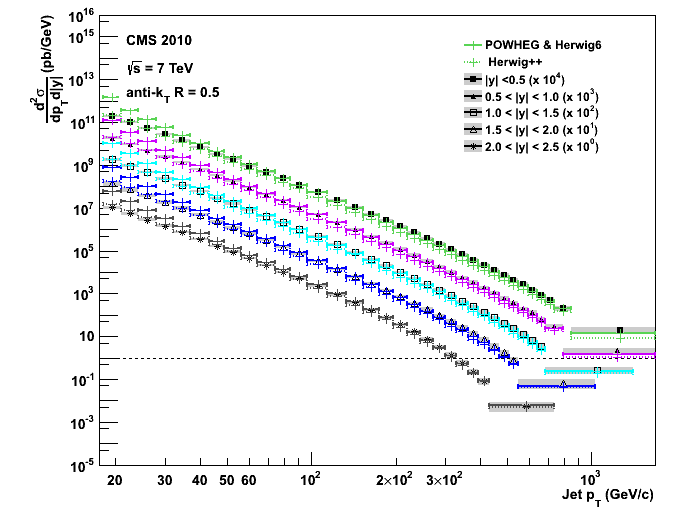 10^16
10^15
10^13
10^11
10^9
10^7
10^5
10^3
10
10^-1
10^-3
10^-5
d^2σ/dp_Td|y| (pb/GeV)
CMS 2010
√s = 7 TeV
anti-k_T R = 0.5
POWHEG & Herwig6
Herwig++
|y| <0.5 (x 10^4)
0.5 < |y| < 1.0 (x 10^3)
1.0 < |y| < 1.5 (x 10^2)
1.5 < |y| < 2.0 (x 10^1)
2.0 < |y| < 2.5 (x 10^0)
20 30 40 50 60 10^2 2×10^2 3×10^2 10^3
Jet p_T (GeV/c)